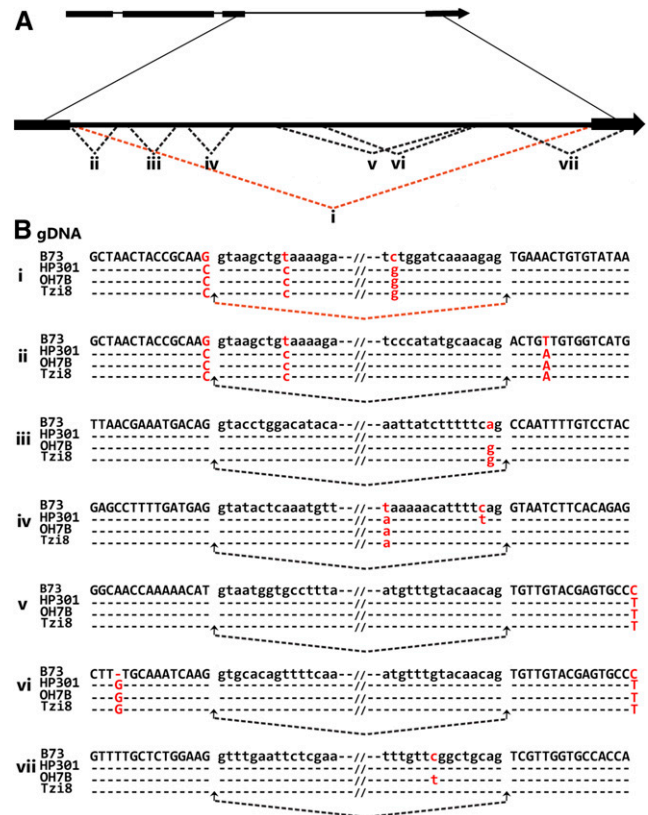 A
ii
iii
iv
v
vi
vii
i
B gDNA
i
B73 GCTAACTACCGCAAG gtaagctgtaaaaga--//--tctggatcaaaagag TGAAACTGTGTATAA
HP301 --------------C --------c---------//---g------------- ---------------
OH7B --------------C --------c---------//---g------------- ---------------
Tzi8 --------------C --------c---------//---g------------- ---------------
ii
B73 GCTAACTACCGCAAG gtaagctgtaaaaga--//--tcccatatgcaacag ACTGTTGTGGTCATG
HP301 --------------C --------c---------//----------------- -----A---------
OH7B --------------C --------c---------//----------------- -----A---------
Tzi8 --------------C --------c---------//----------------- -----A---------
iii
B73 TTAACGAAATGACAG gtacctggacataca--//--aattatctttttcag CCAATTTTGTCCTAC
HP301 --------------- ------------------//----------------- ---------------
OH7B --------------- ------------------//---------------g- ---------------
Tzi8 --------------- ------------------//---------------g- ---------------
iv
B73 GAGCCTTTTGATGAG gtatactcaaatgtt--//--taaaaacattttcag GTAATCTTCACAGAG
HP301 --------------- ------------------//--a------------t-- ---------------
OH7B --------------- ------------------//--a-------------- ---------------
Tzi8 --------------- ------------------//--a-------------- ---------------
v
B73 GGCAACCAAAAACAT gtaatggtgccttta--//--atgtttgtacaacag TGTTGTACGAGTGCCC
HP301 --------------- ------------------//----------------- ---------------T
OH7B --------------- ------------------//----------------- ---------------T
Tzi8 --------------- ------------------//----------------- ---------------T
vi
B73 CTT-TGCAAATCAAG gtgcacagttttcaa--//--atgtttgtacaacag TGTTGTACGAGTGCCC
HP301 ---G----------- ------------------//----------------- ---------------T
OH7B ---G----------- ------------------//----------------- ---------------T
Tzi8 ---G----------- ------------------//----------------- ---------------T
vii
B73 GTTTTGCTCTGGAAG gtttgaattctcgaa--//--tttgttcggctgcag TCGTTGGTGCCACCA
HP301 --------------- ------------------//----------------- ---------------
OH7B --------------- ------------------//--------t-------- ---------------
Tzi8 --------------- ------------------//----------------- ---------------